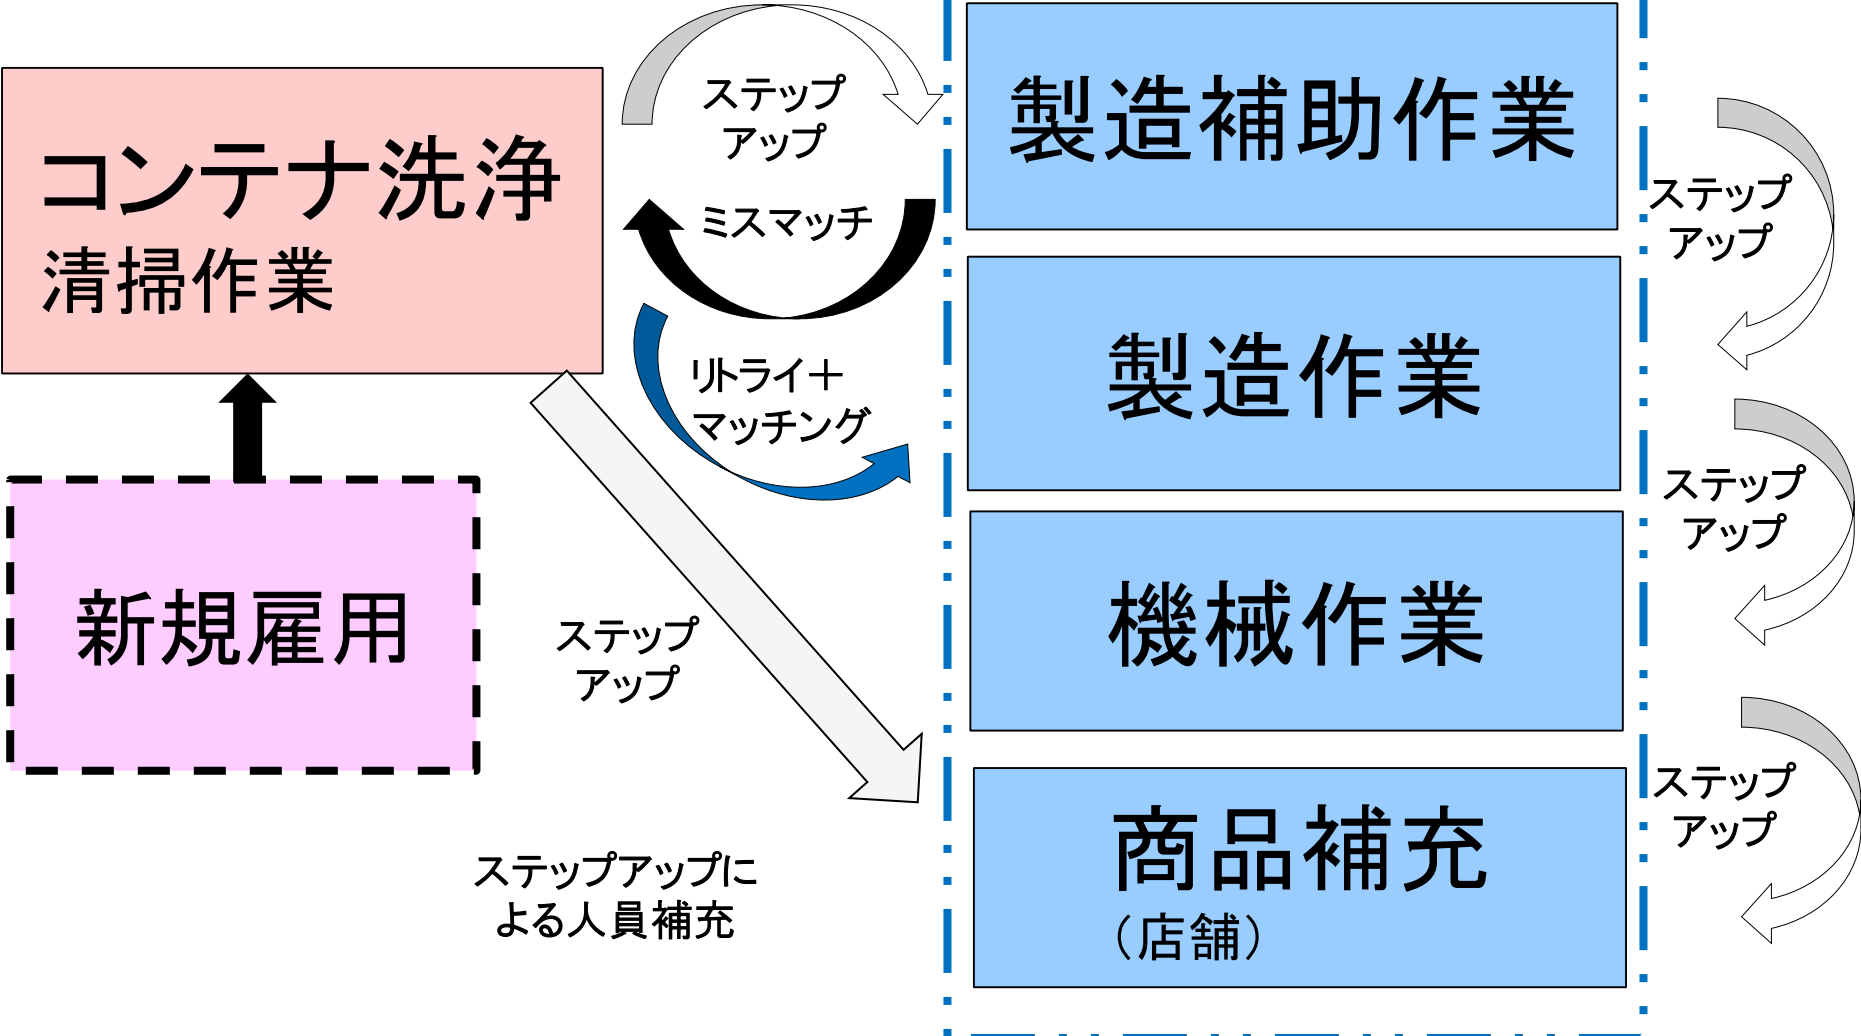 コンテナ洗浄
清掃作業
新規雇用
ステップ
アップ
ミスマッチ
リトライ＋
マッチング
ステップ
アップ
ステップアップに
よる人員補充
製造補助作業
製造作業
機械作業
商品補充
（店舗）
ステップ
アップ
ステップ
アップ
ステップ
アップ